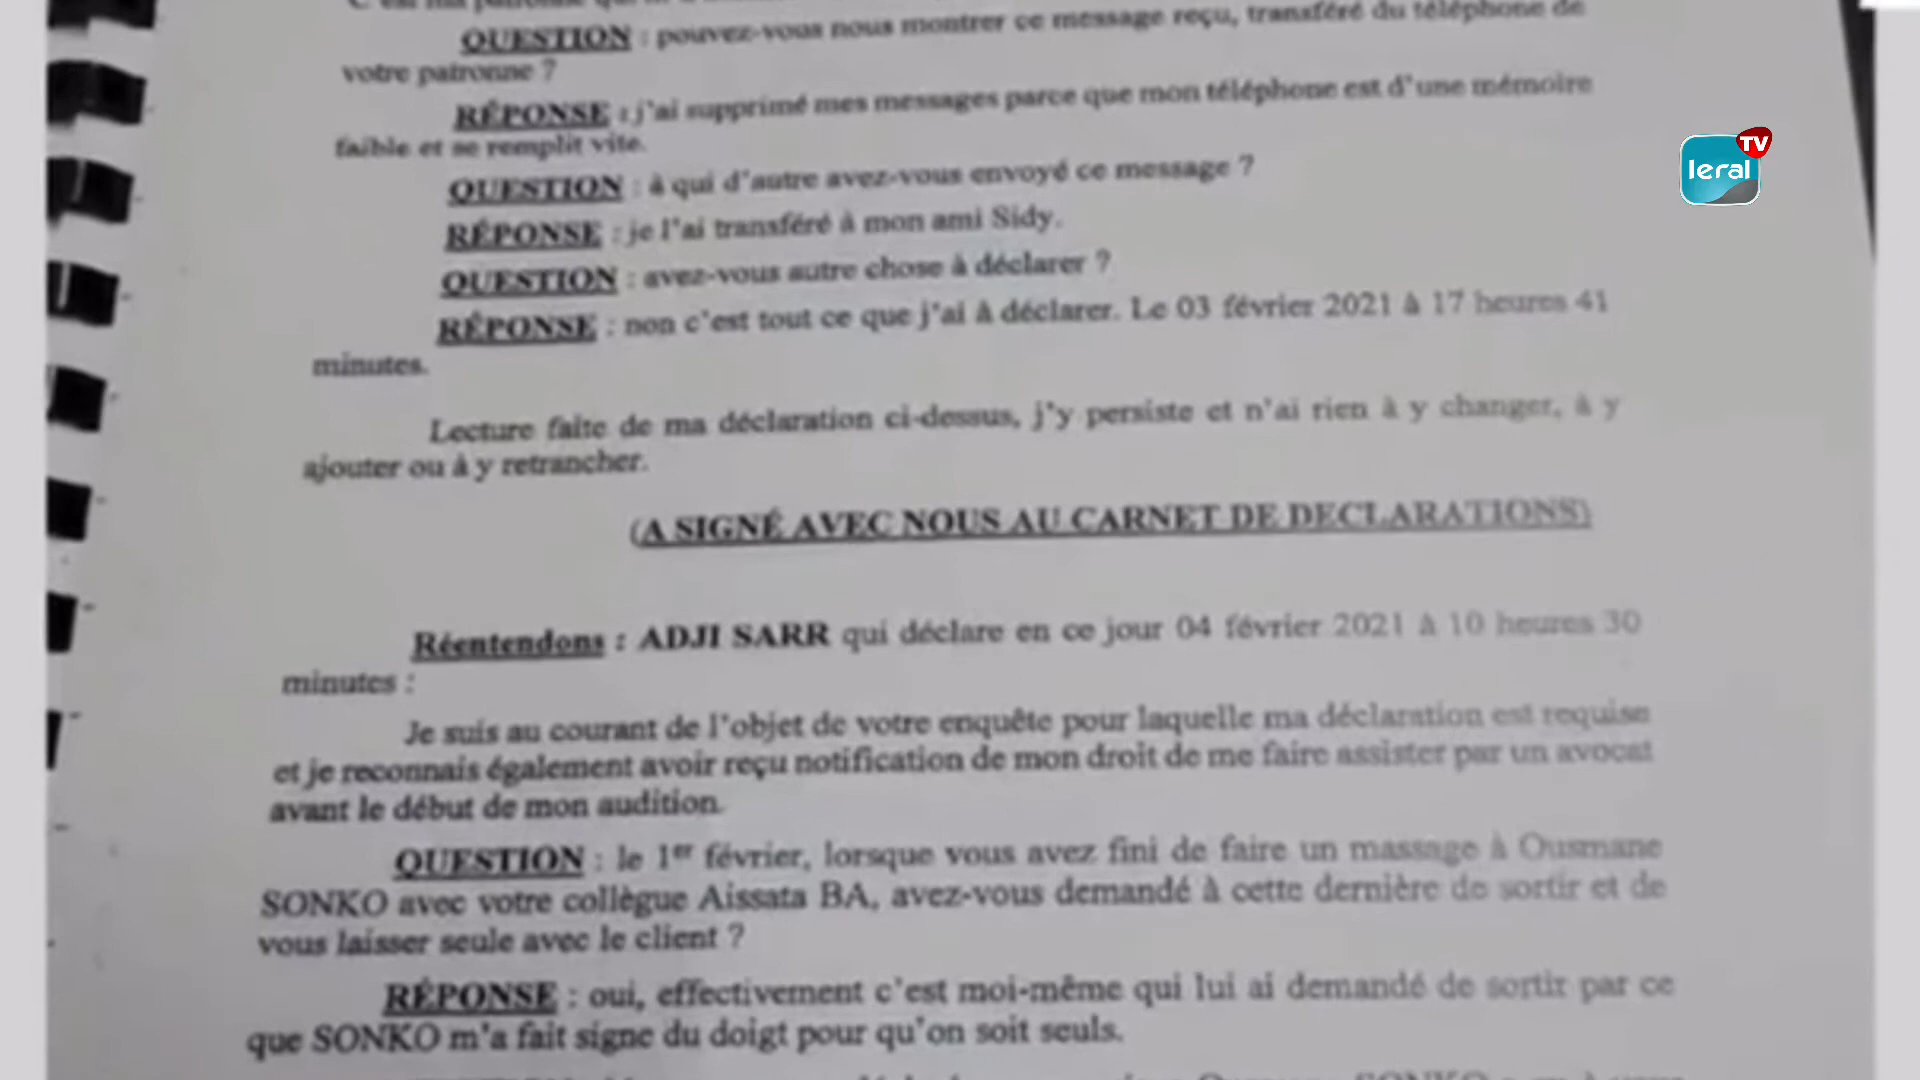 QUESTION : pouvez-vous nous montrer ce message reçu, transféré du téléphone de
votre patronne ?
RÉPONSE : j'ai supprimé mes messages parce que mon téléphone est d'une mémoire
faible et se remplit vite.
QUESTION : à qui d'autre avez-vous envoyé ce message ?
RÉPONSE : je l'ai transféré à mon ami Sidy.
QUESTION : avez-vous autre chose à déclarer ?
RÉPONSE : non c'est tout ce que j'ai à déclarer. Le 03 février 2021 à 17 heures 41
minutes.
Lecture faite de ma déclaration ci-dessus, j'y persiste et n'ai rien à y changer, à y
ajouter ou à y retrancher.
(A SIGNÉ AVEC NOUS AU CARNET DE DECLARATIONS)
Réentendons : ADJI SARR qui déclare en ce jour 04 février 2021 à 10 heures 30
minutes :
Je suis au courant de l'objet de votre enquête pour laquelle ma déclaration est requise
et je reconnais également avoir reçu notification de mon droit de me faire assister par un avocat
avant le début de mon audition.
QUESTION : le 1er février, lorsque vous avez fini de faire un massage à Ousmane
SONKO avec votre collègue Aissata BA, avez-vous demandé à cette dernière de sortir et de
vous laisser seule avec le client ?
RÉPONSE : oui, effectivement c'est moi-même qui lui ai demandé de sortir par ce
que SONKO m'a fait signe du doigt pour qu'on soit seuls.
leral TV